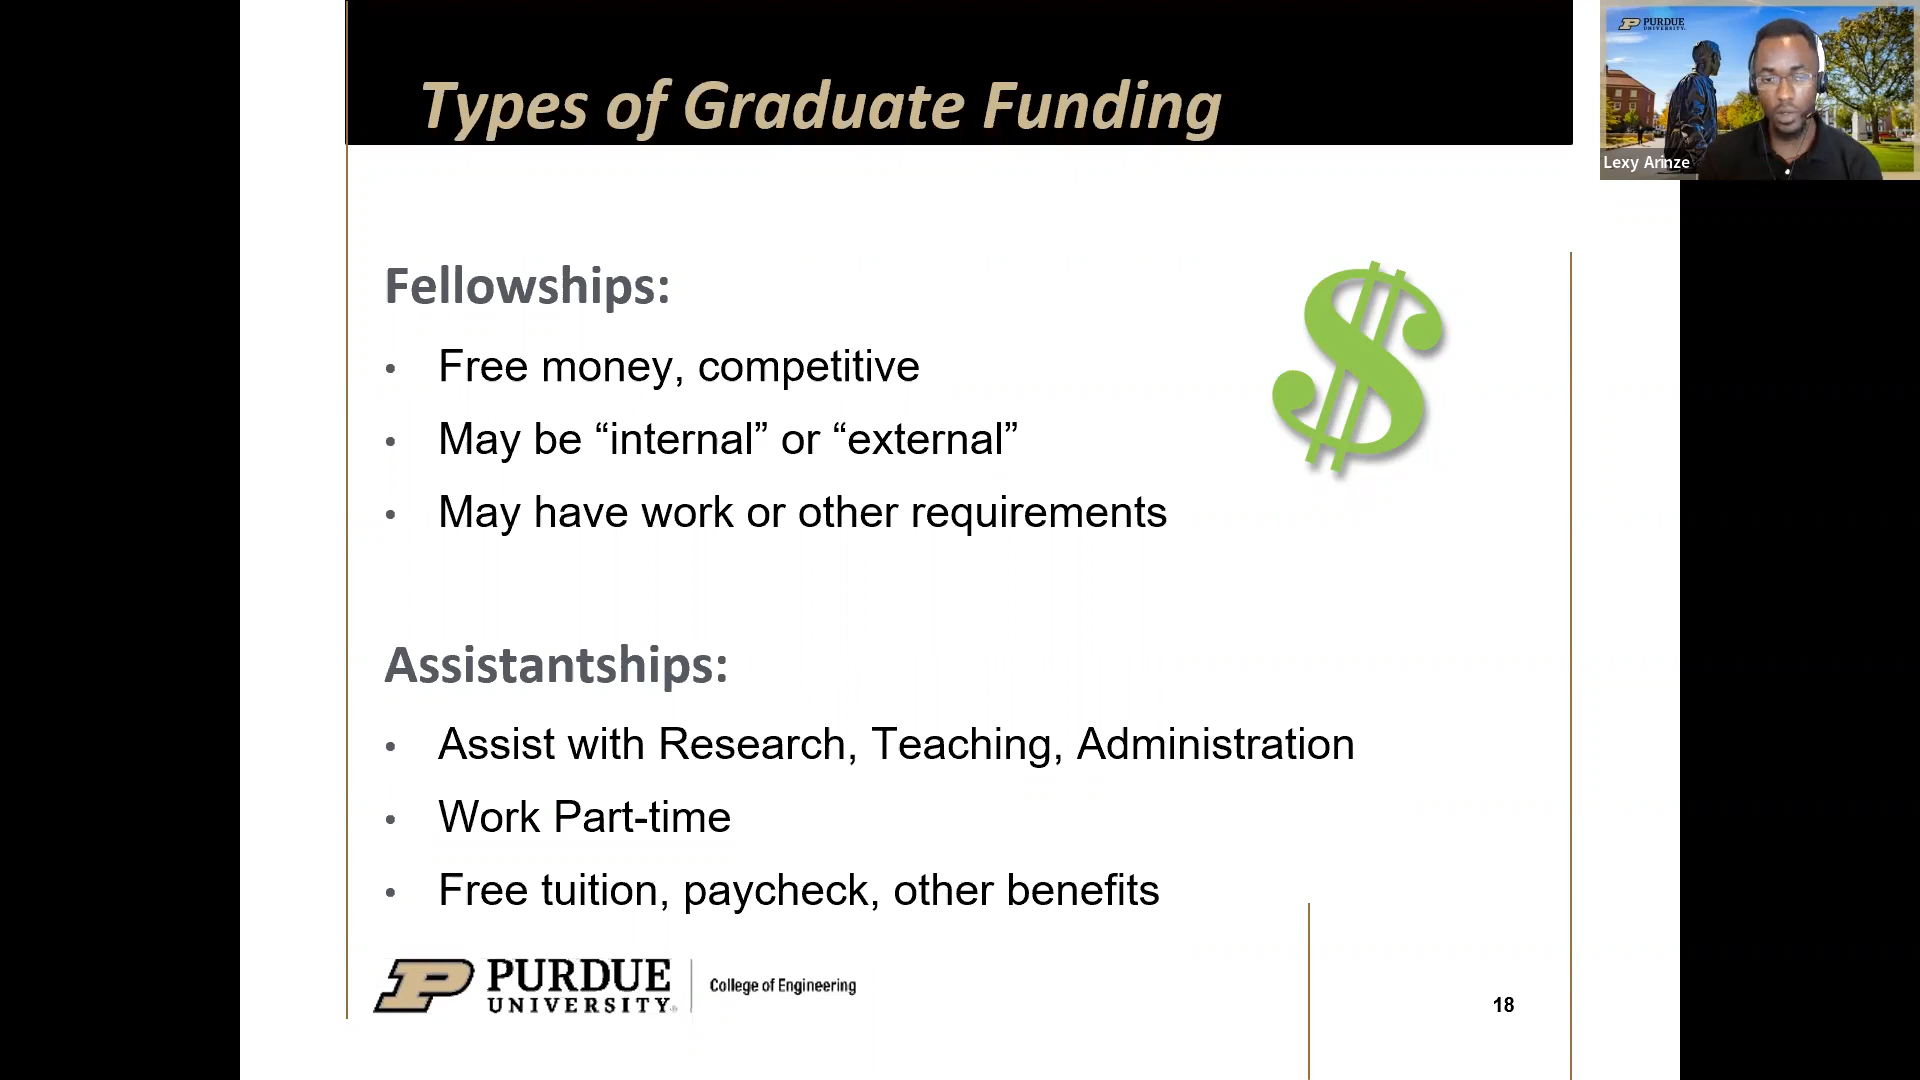 Types of Graduate Funding
PURDUE
UNIVERSITY
Lexy Arinze
Fellowships:
• Free money, competitive
• May be “internal” or “external”
• May have work or other requirements
$
Assistantships:
• Assist with Research, Teaching, Administration
• Work Part-time
• Free tuition, paycheck, other benefits
P PURDUE
UNIVERSITY®
College of Engineering
18